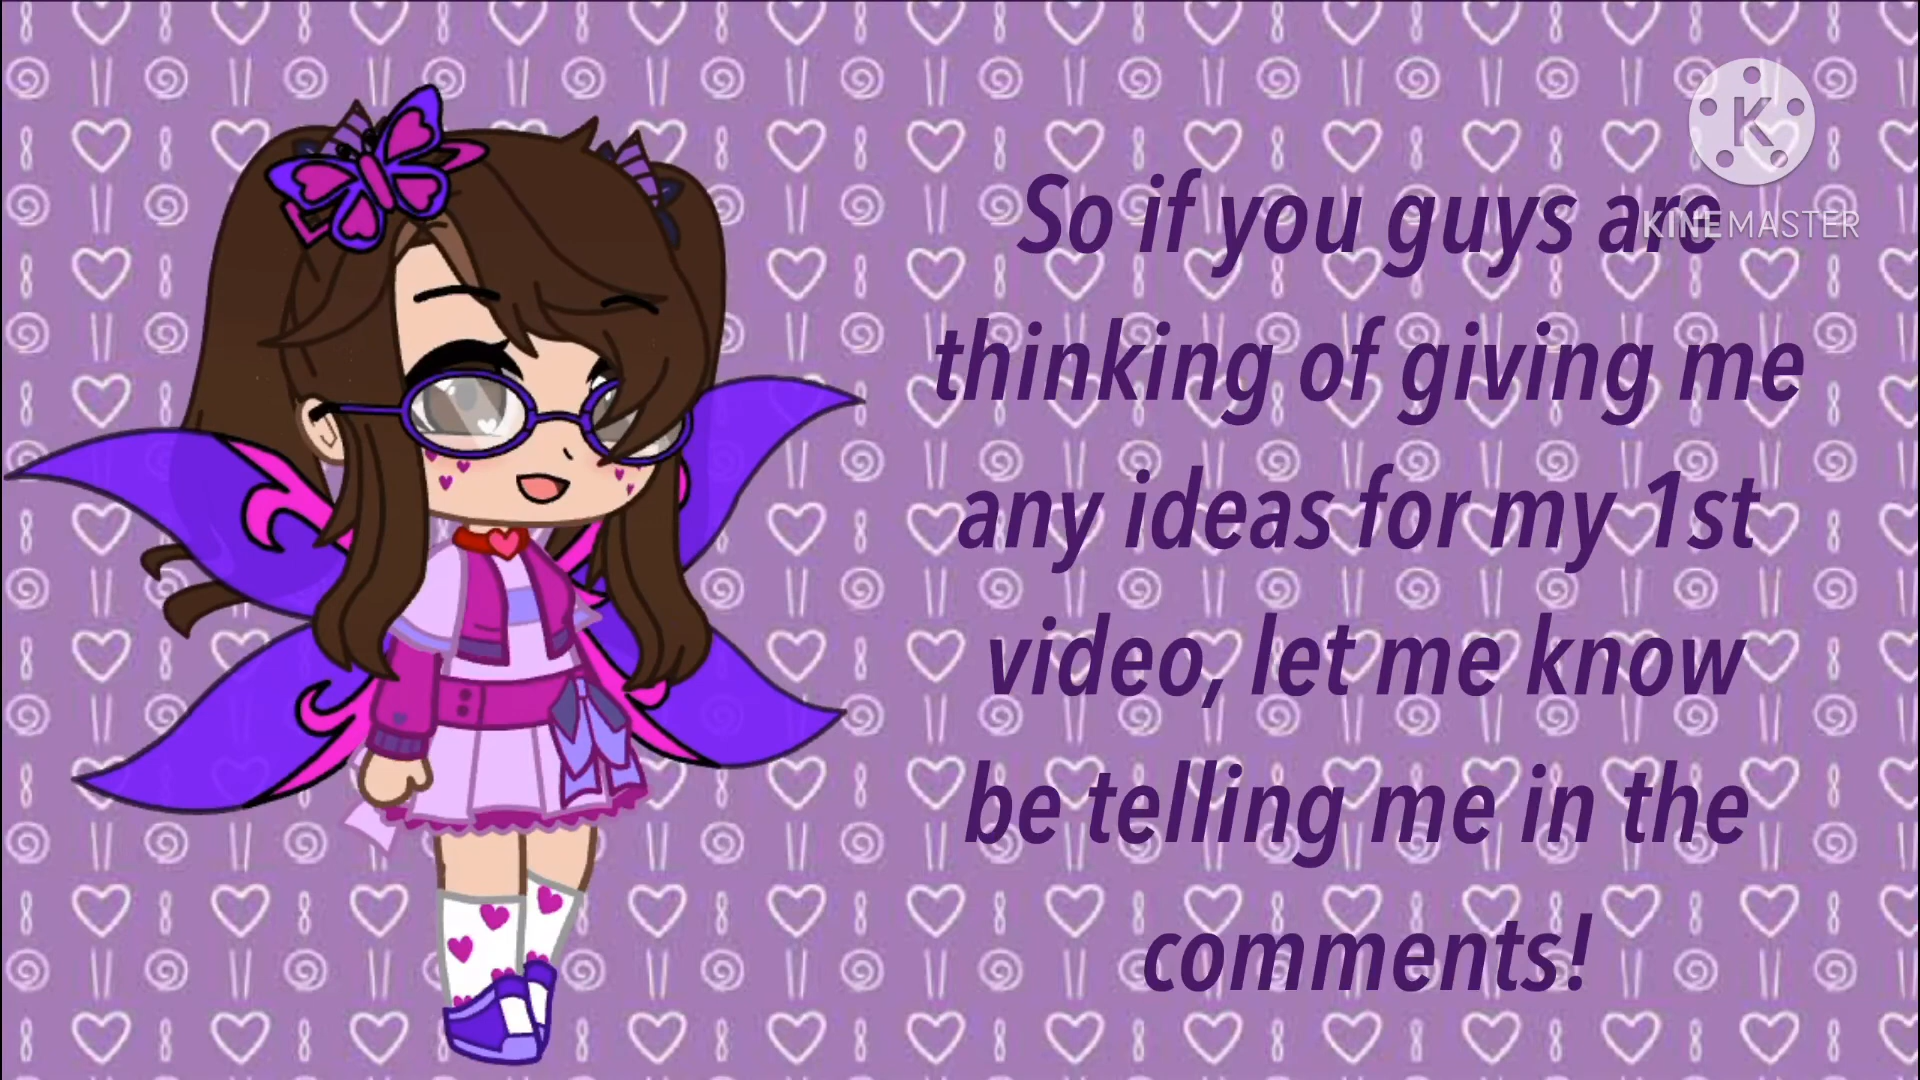 K
KINEMASTER
So if you guys are
thinking of giving me
any ideas for my 1st
video, let me know
be telling me in the
comments!